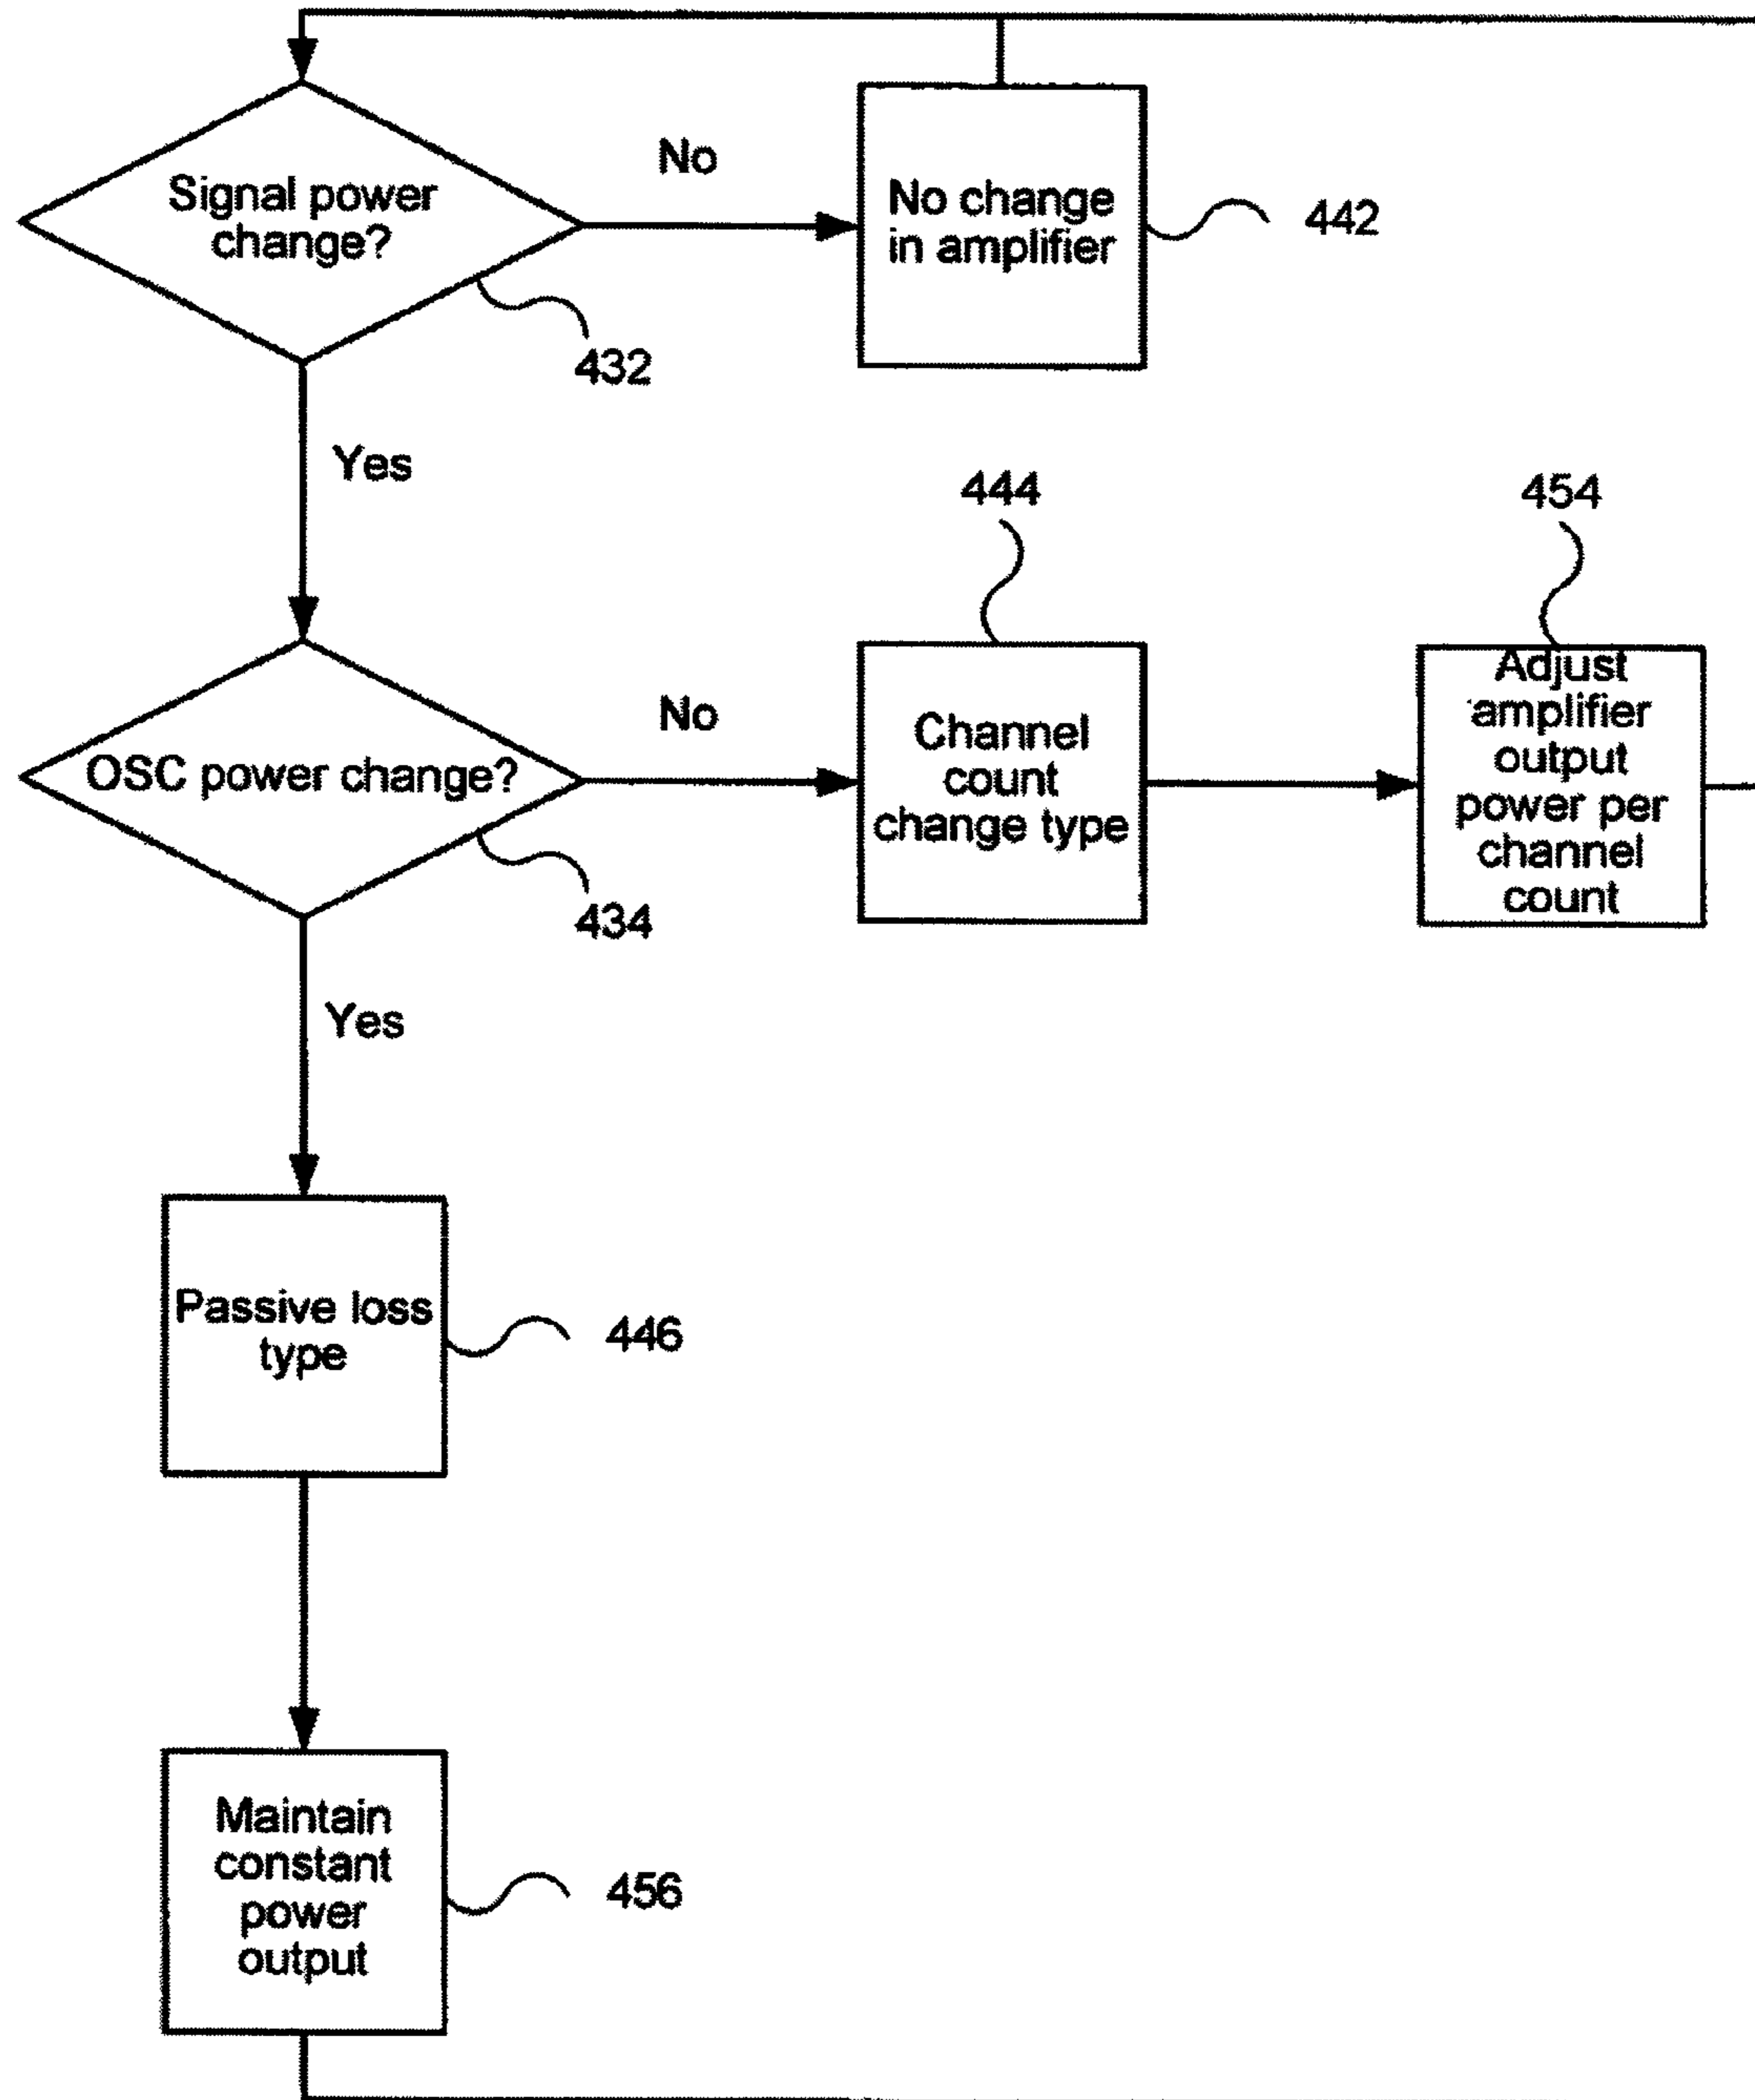 Signal power
change?
No
No change
in amplifier
442
432
Yes
444
454
OSC power change?
No
Channel
count
change type
Adjust
amplifier
output
power per
channel
count
434
Yes
Passive loss
type
446
Maintain
constant
power
output
456